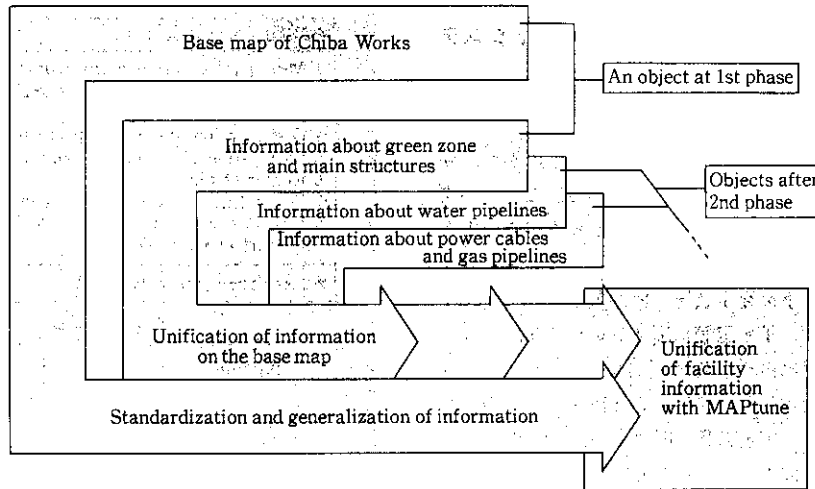 Base map of Chiba Works
An object at 1st phase
Information about green zone
and main structures
Objects after
2nd phase
Information about water pipelines
Information about power cables
and gas pipelines
Unification of information
on the base map
Unification
of facility
information
with MAPtune
Standardization and generalization of information